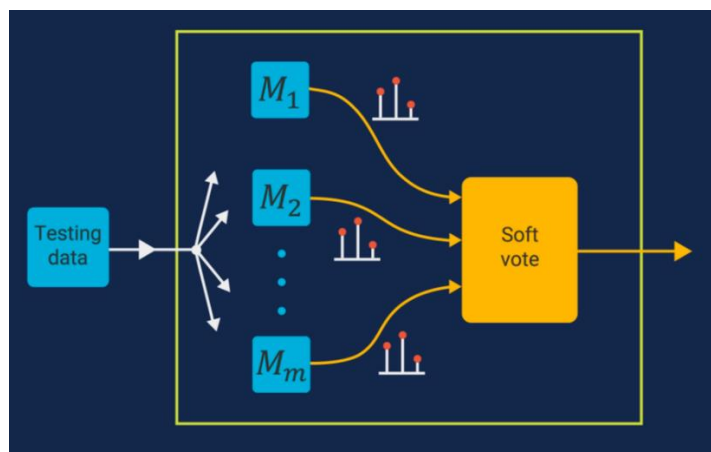 M₁
Testing
data
M₂
Soft
vote
Mₘ